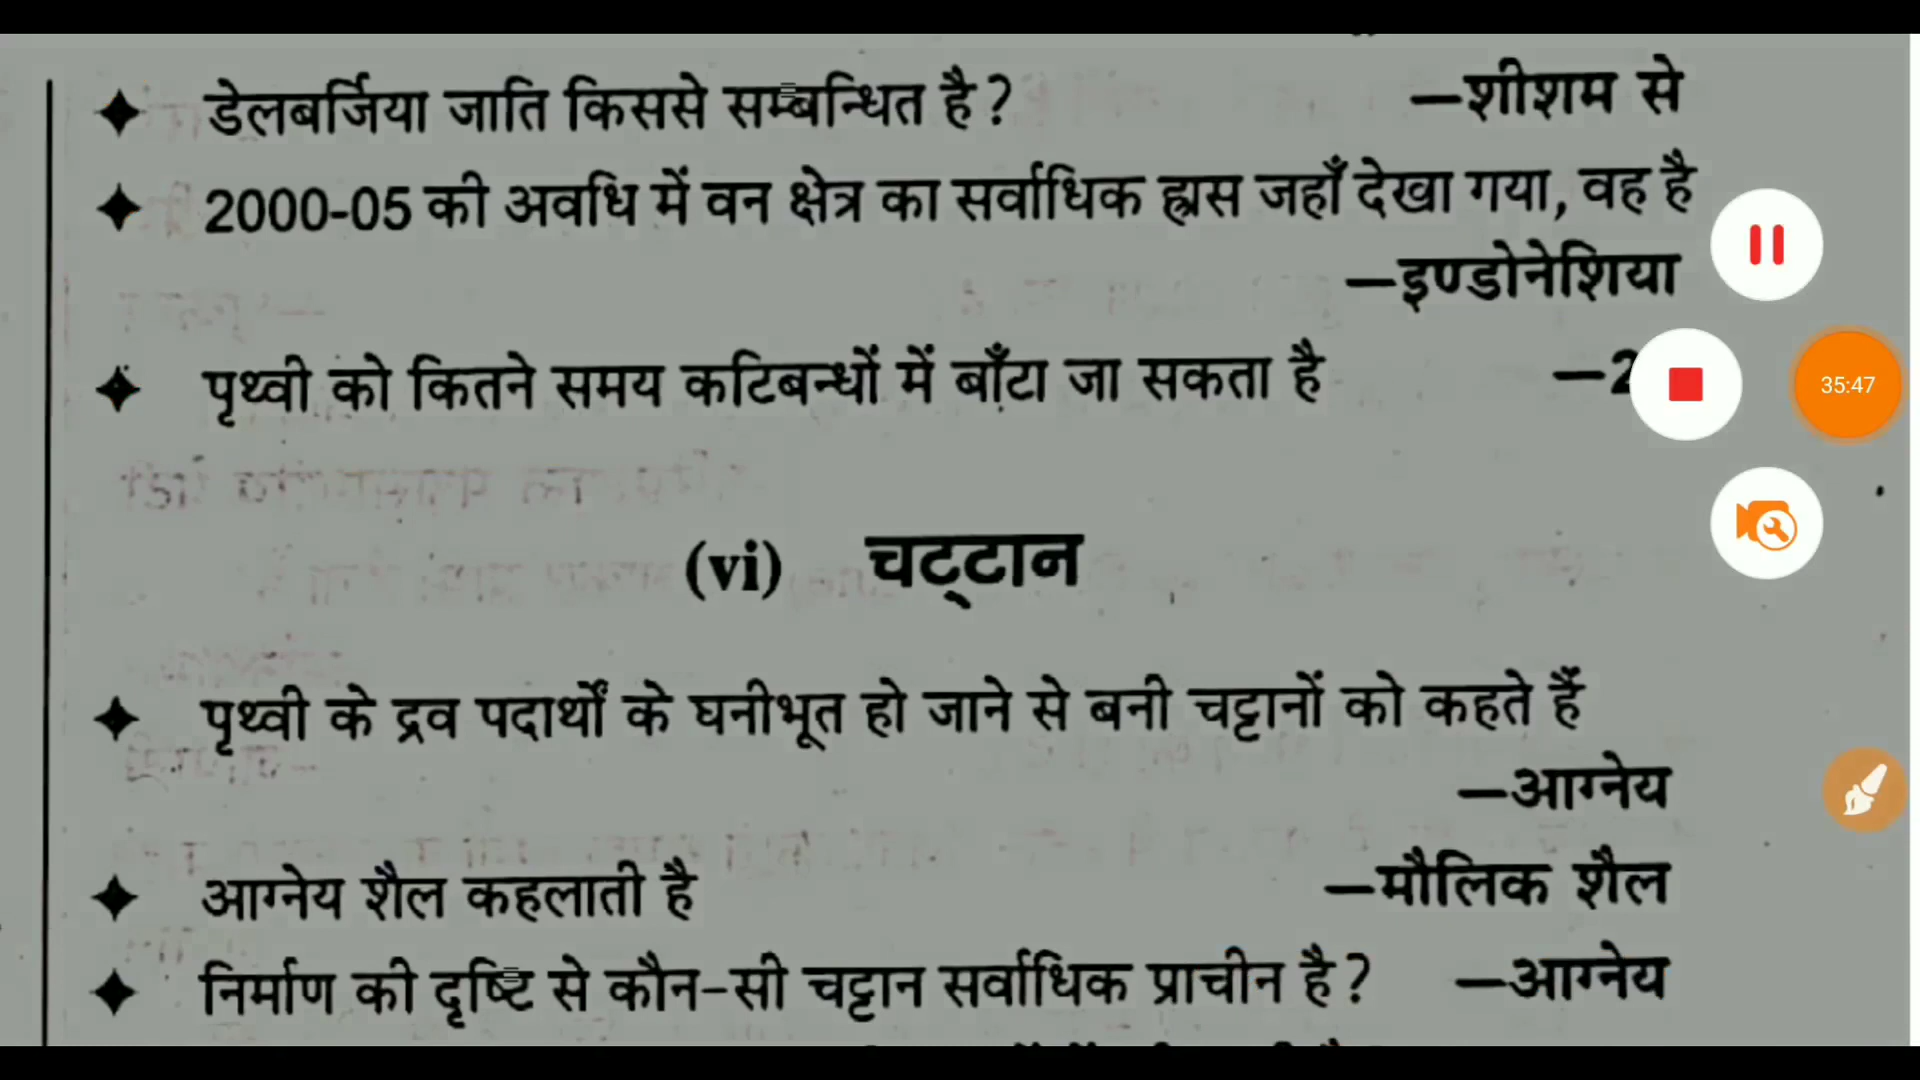 डेलबर्जिया जाति किससे सम्बन्धित है? —शीशम से
2000-05 की अवधि में वन क्षेत्र का सर्वाधिक ह्रास जहाँ देखा गया, वह है
—इण्डोनेशिया
पृथ्वी को कितने समय कटिबन्धों में बाँटा जा सकता है —2
35:47
(vi) चट्टान
पृथ्वी के द्रव पदार्थों के घनीभूत हो जाने से बनी चट्टानों को कहते हैं
—आग्नेय
आग्नेय शैल कहलाती है —मौलिक शैल
निर्माण की दृष्टि से कौन-सी चट्टान सर्वाधिक प्राचीन है? —आग्नेय